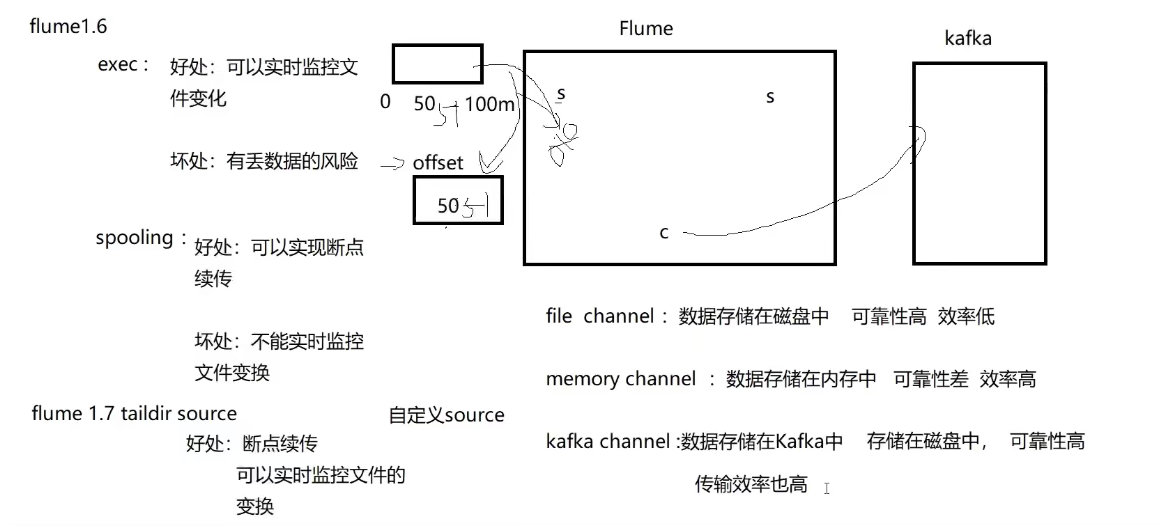 flume1.6
exec： 好处：可以实时监控文
件变化
0 50 51 100m
坏处：有丢数据的风险 offset
50 51
spooling： 好处：可以实现断点
续传
坏处：不能实时监控
文件变换
flume 1.7 taildir source 自定义source
好处：断点续传
可以实时监控文件的
变换
Flume
s s
c
kafka
file channel：数据存储在磁盘中 可靠性高 效率低
memory channel ：数据存储在内存中 可靠性差 效率高
kafka channel :数据存储在Kafka中 存储在磁盘中， 可靠性高
传输效率也高